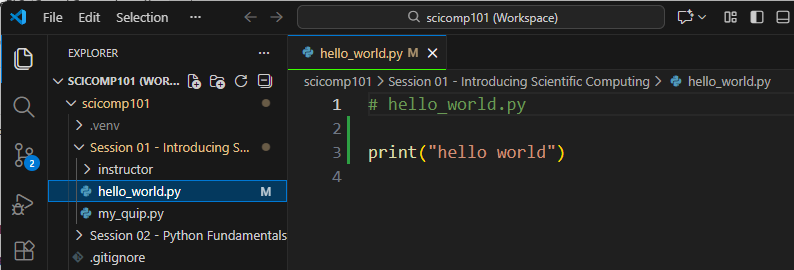 File Edit Selection ... scicomp101 (Workspace)
EXPLORER ...
SCICOMP101 (WOR...
scicomp101
.venv
Session 01 - Introducing S...
instructor
hello_world.py M
my_quip.py
Session 02 - Python Fundamentals
.gitignore
2
hello_world.py M
scicomp101 > Session 01 - Introducing Scientific Computing > hello_world.py
1 # hello_world.py
2
3 print("hello world")
4